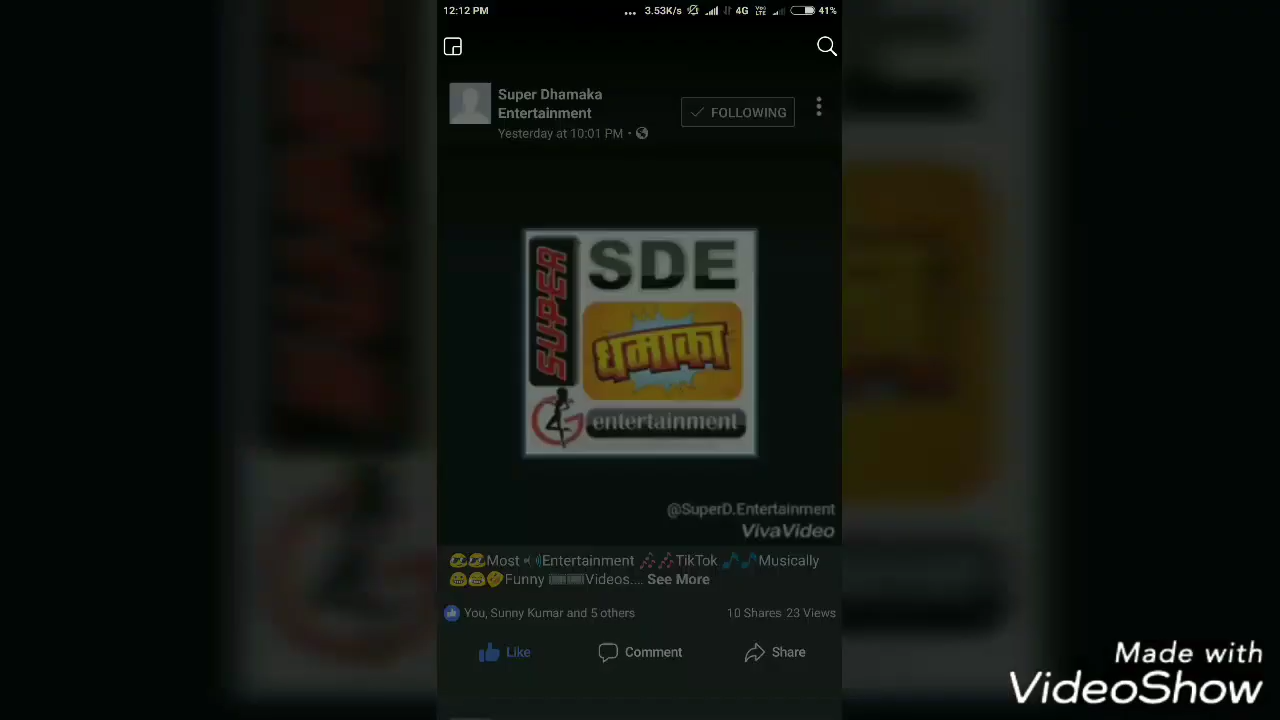 12:12 PM ... 3.53K/s 4G VoLTE 41%
Super Dhamaka
Entertainment
FOLLOWING
Yesterday at 10:01 PM •
SUPER
SDE
धमाका
G
entertainment
@SuperD.Entertainment
VivaVideo
Most Entertainment TikTok Musically
Funny Videos.... See More
You, Sunny Kumar and 5 others 10 Shares 23 Views
Like Comment Share
Made with
VideoShow